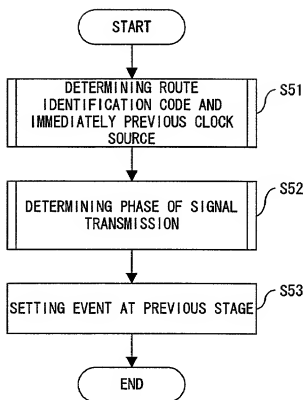 START
DETERMINING ROUTE
IDENTIFICATION CODE AND
IMMEDIATELY PREVIOUS CLOCK
SOURCE
S51
DETERMINING PHASE OF SIGNAL
TRANSMISSION
S52
SETTING EVENT AT PREVIOUS STAGE
S53
END